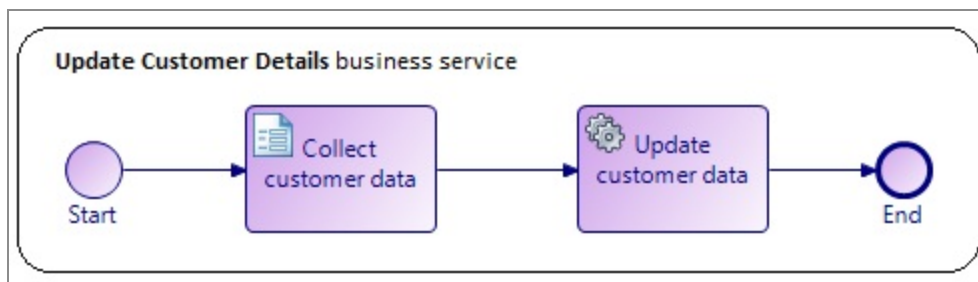 Update Customer Details business service
Collect
customer data
Update
customer data
Start
End